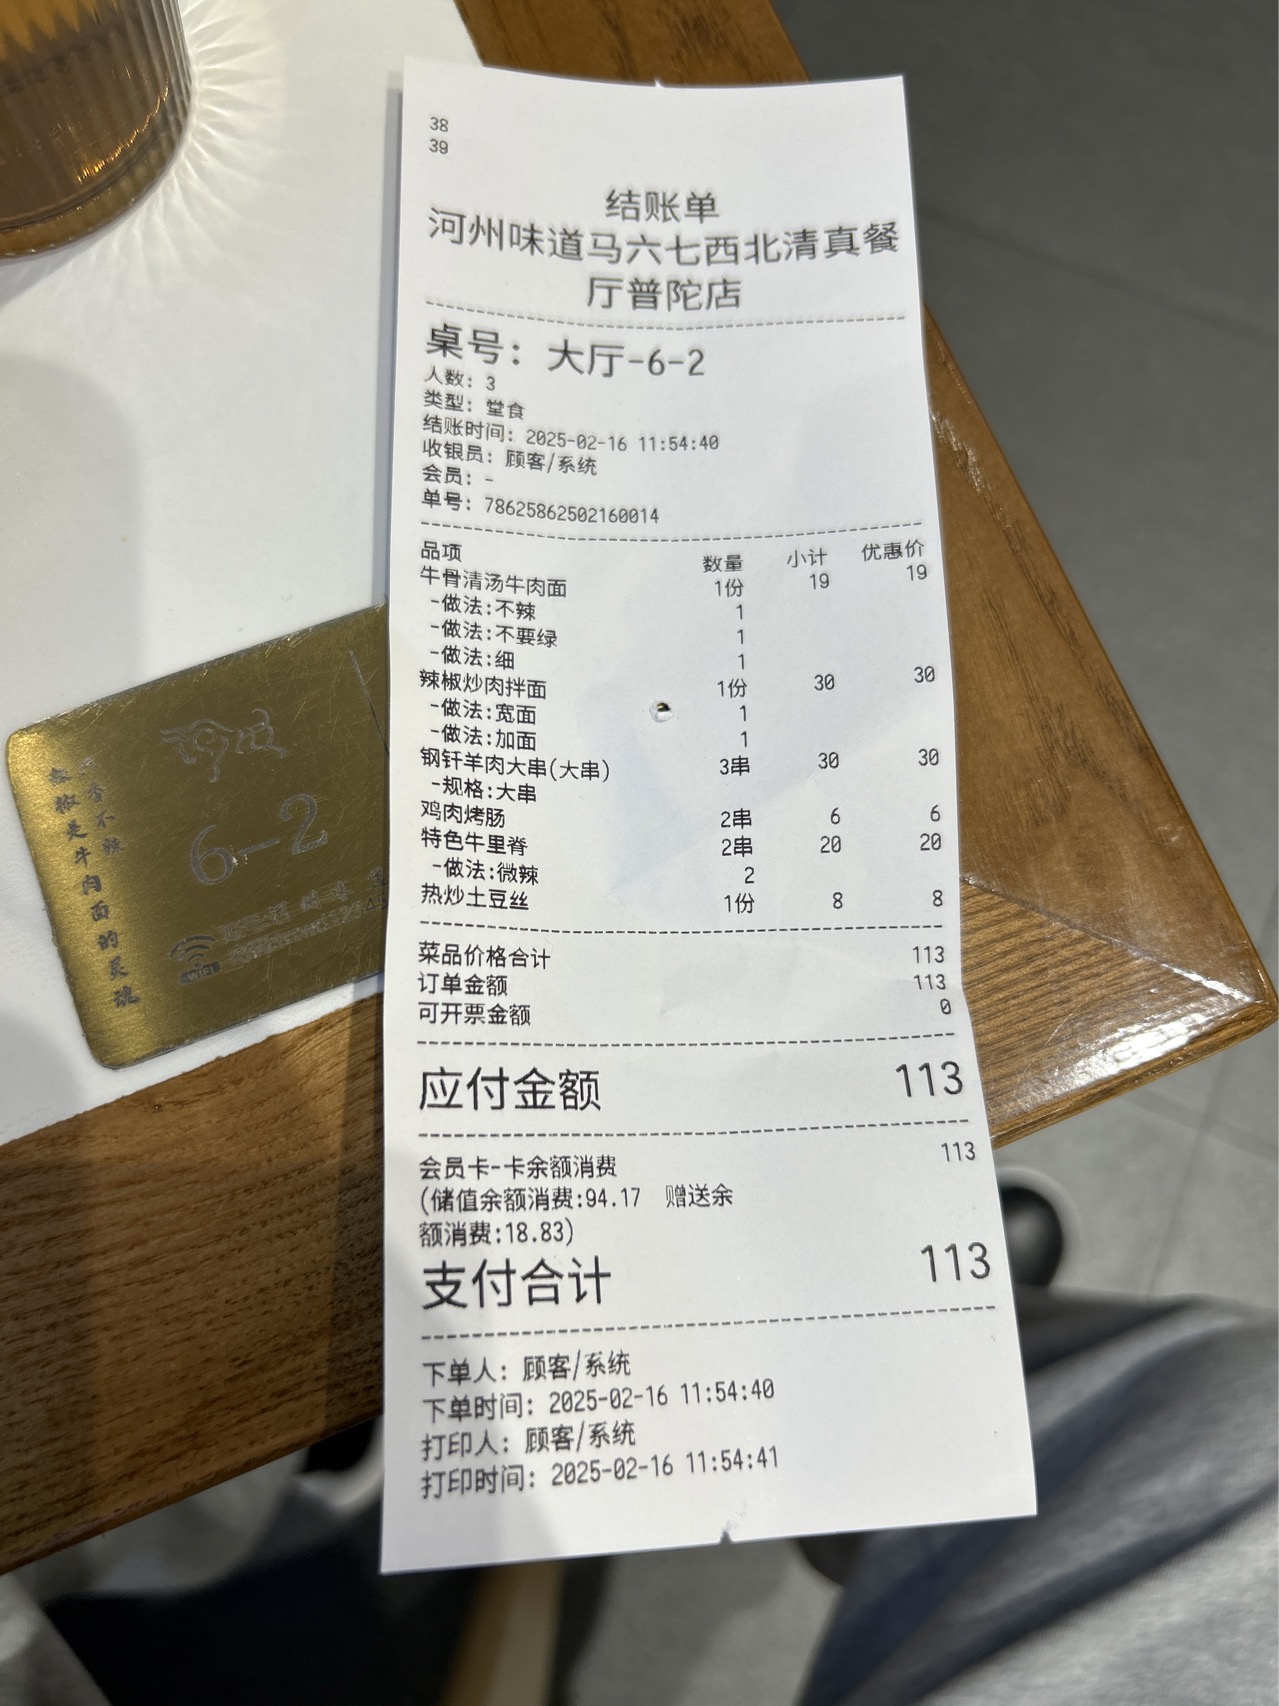 38
39
结账单
河州味道马六七西北清真餐
厅普陀店
桌号：大厅-6-2
人数：3
类型：堂食
结账时间：2025-02-16 11:54:40
收银员：顾客/系统
会员：-
单号：78625862502160014
品项 数量 小计 优惠价
牛骨清汤牛肉面 1份 19 19
-做法:不辣 1
-做法:不要绿 1
-做法:细 1
辣椒炒肉拌面 1份 30 30
-做法:宽面 1
-做法:加面 1
钢钎羊肉大串(大串) 3串 30 30
-规格:大串
鸡肉烤肠 2串 6 6
特色牛里脊 2串 20 20
-做法:微辣 2
热炒土豆丝 1份 8 8
菜品价格合计 113
订单金额 113
可开票金额 0
应付金额 113
会员卡-卡余额消费 113
(储值余额消费:94.17 赠送余
额消费:18.83)
支付合计 113
下单人：顾客/系统
下单时间：2025-02-16 11:54:40
打印人：顾客/系统
打印时间：2025-02-16 11:54:41
6-2
辣椒是牛肉面的灵魂
WIFI